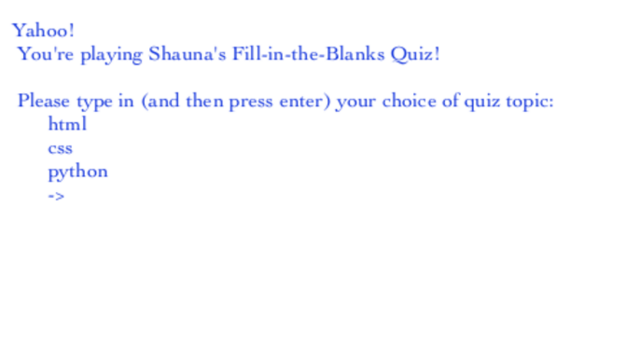 Yahoo!
You're playing Shauna's Fill-in-the-Blanks Quiz!
Please type in (and then press enter) your choice of quiz topic:
html
css
python
->